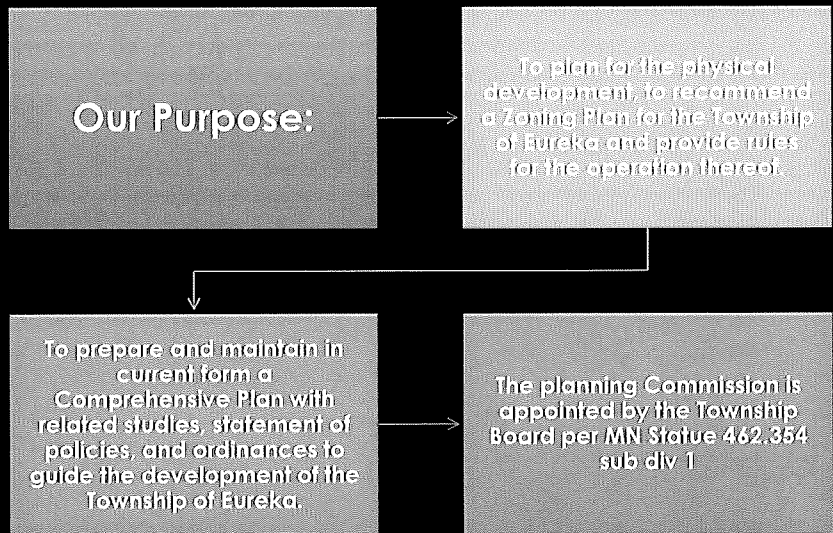 Our Purpose:
To plan for the physical
development, to recommend
a Zoning Plan for the Township
of Eureka and provide rules
for the operation thereof.
To prepare and maintain in
current form a
Comprehensive Plan with
related studies, statement of
policies, and ordinances to
guide the development of the
Township of Eureka.
The planning Commission is
appointed by the Township
Board per MN Statue 462.354
sub div 1